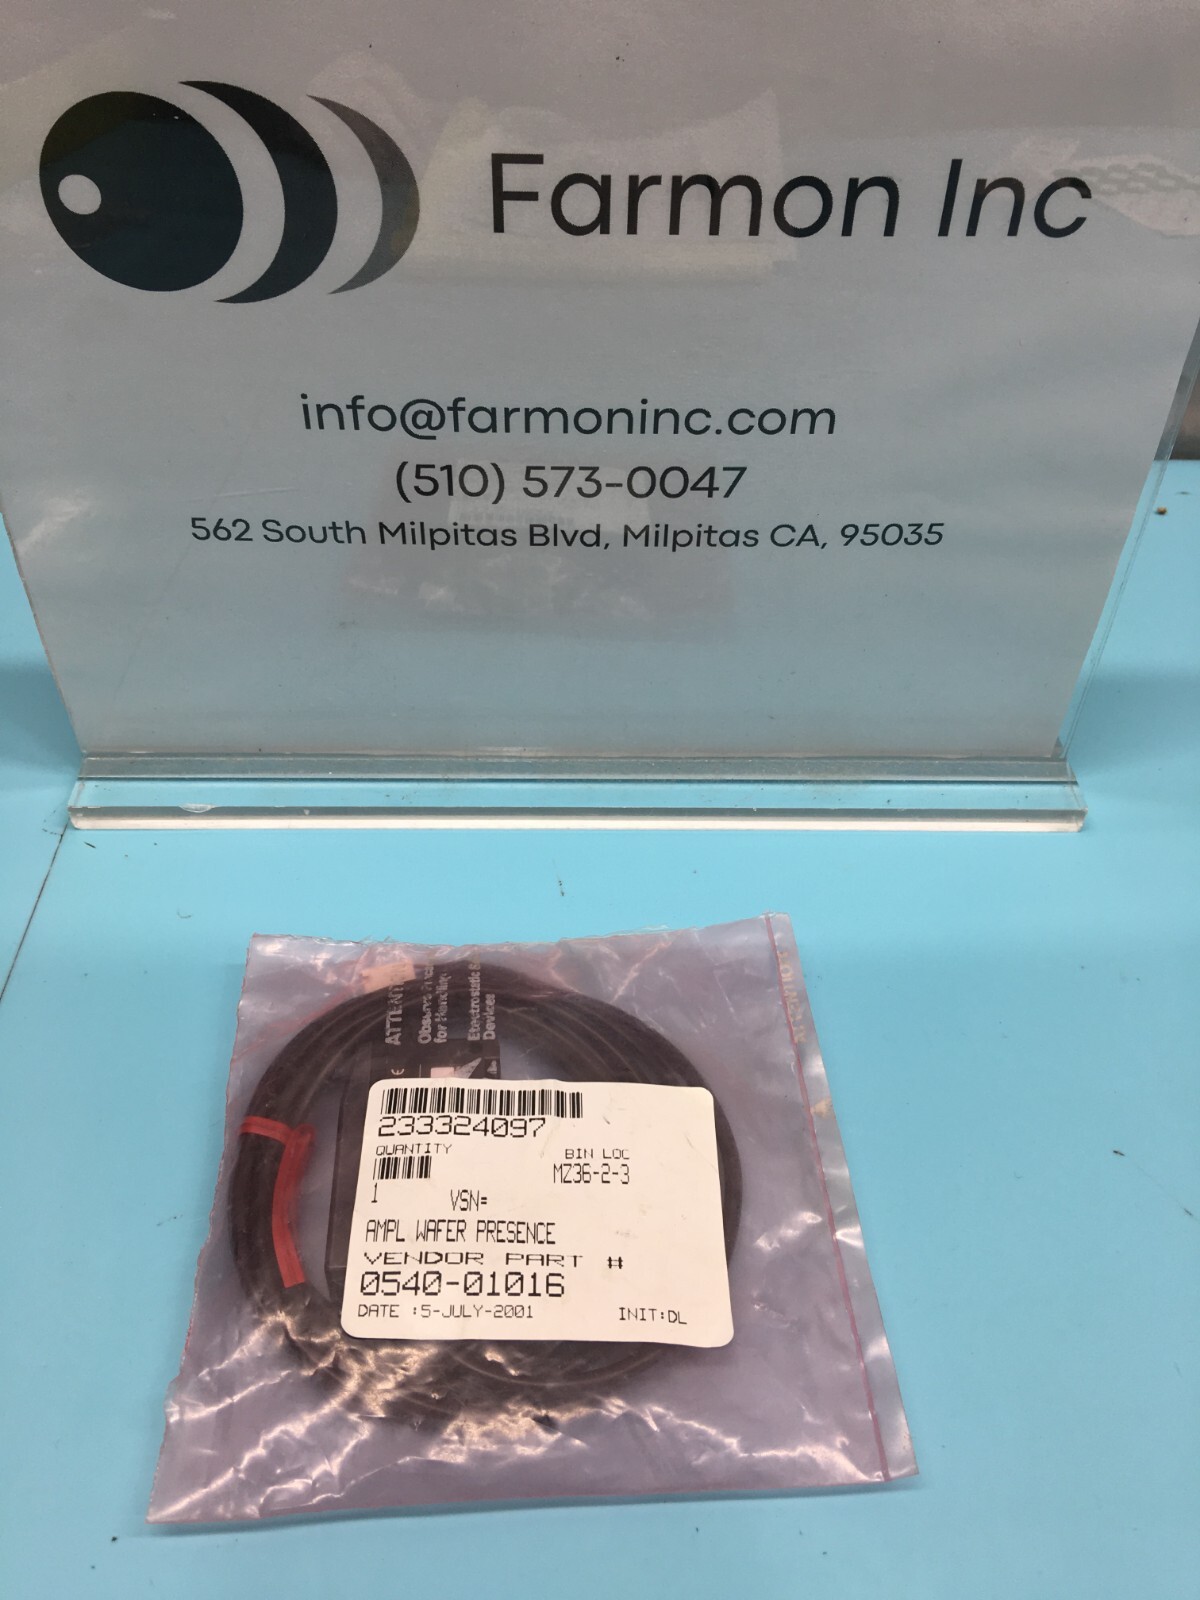 Farmon Inc
info@farmoninc.com
(510) 573-0047
562 South Milpitas Blvd, Milpitas CA, 95035
Observe
for Handling
Electrostatic
Devices
233324097
QUANTITY
BIN LOC
MZ36-2-3
1
VSN=
AMPL WAFER PRESENCE
VENDOR PART #
0540-01016
DATE :5-JULY-2001
INIT:DL